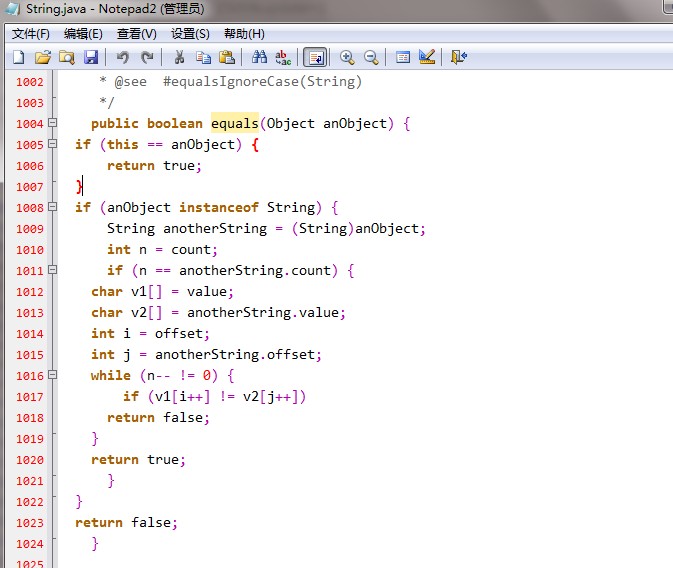 String.java - Notepad2 (管理员)
文件(F) 编辑(E) 查看(V) 设置(S) 帮助(H)
1002 * @see #equalsIgnoreCase(String)
1003 */
1004 public boolean equals(Object anObject) {
1005 if (this == anObject) {
1006 return true;
1007 }
1008 if (anObject instanceof String) {
1009 String anotherString = (String)anObject;
1010 int n = count;
1011 if (n == anotherString.count) {
1012 char v1[] = value;
1013 char v2[] = anotherString.value;
1014 int i = offset;
1015 int j = anotherString.offset;
1016 while (n-- != 0) {
1017 if (v1[i++] != v2[j++])
1018 return false;
1019 }
1020 return true;
1021 }
1022 }
1023 return false;
1024 }
1025